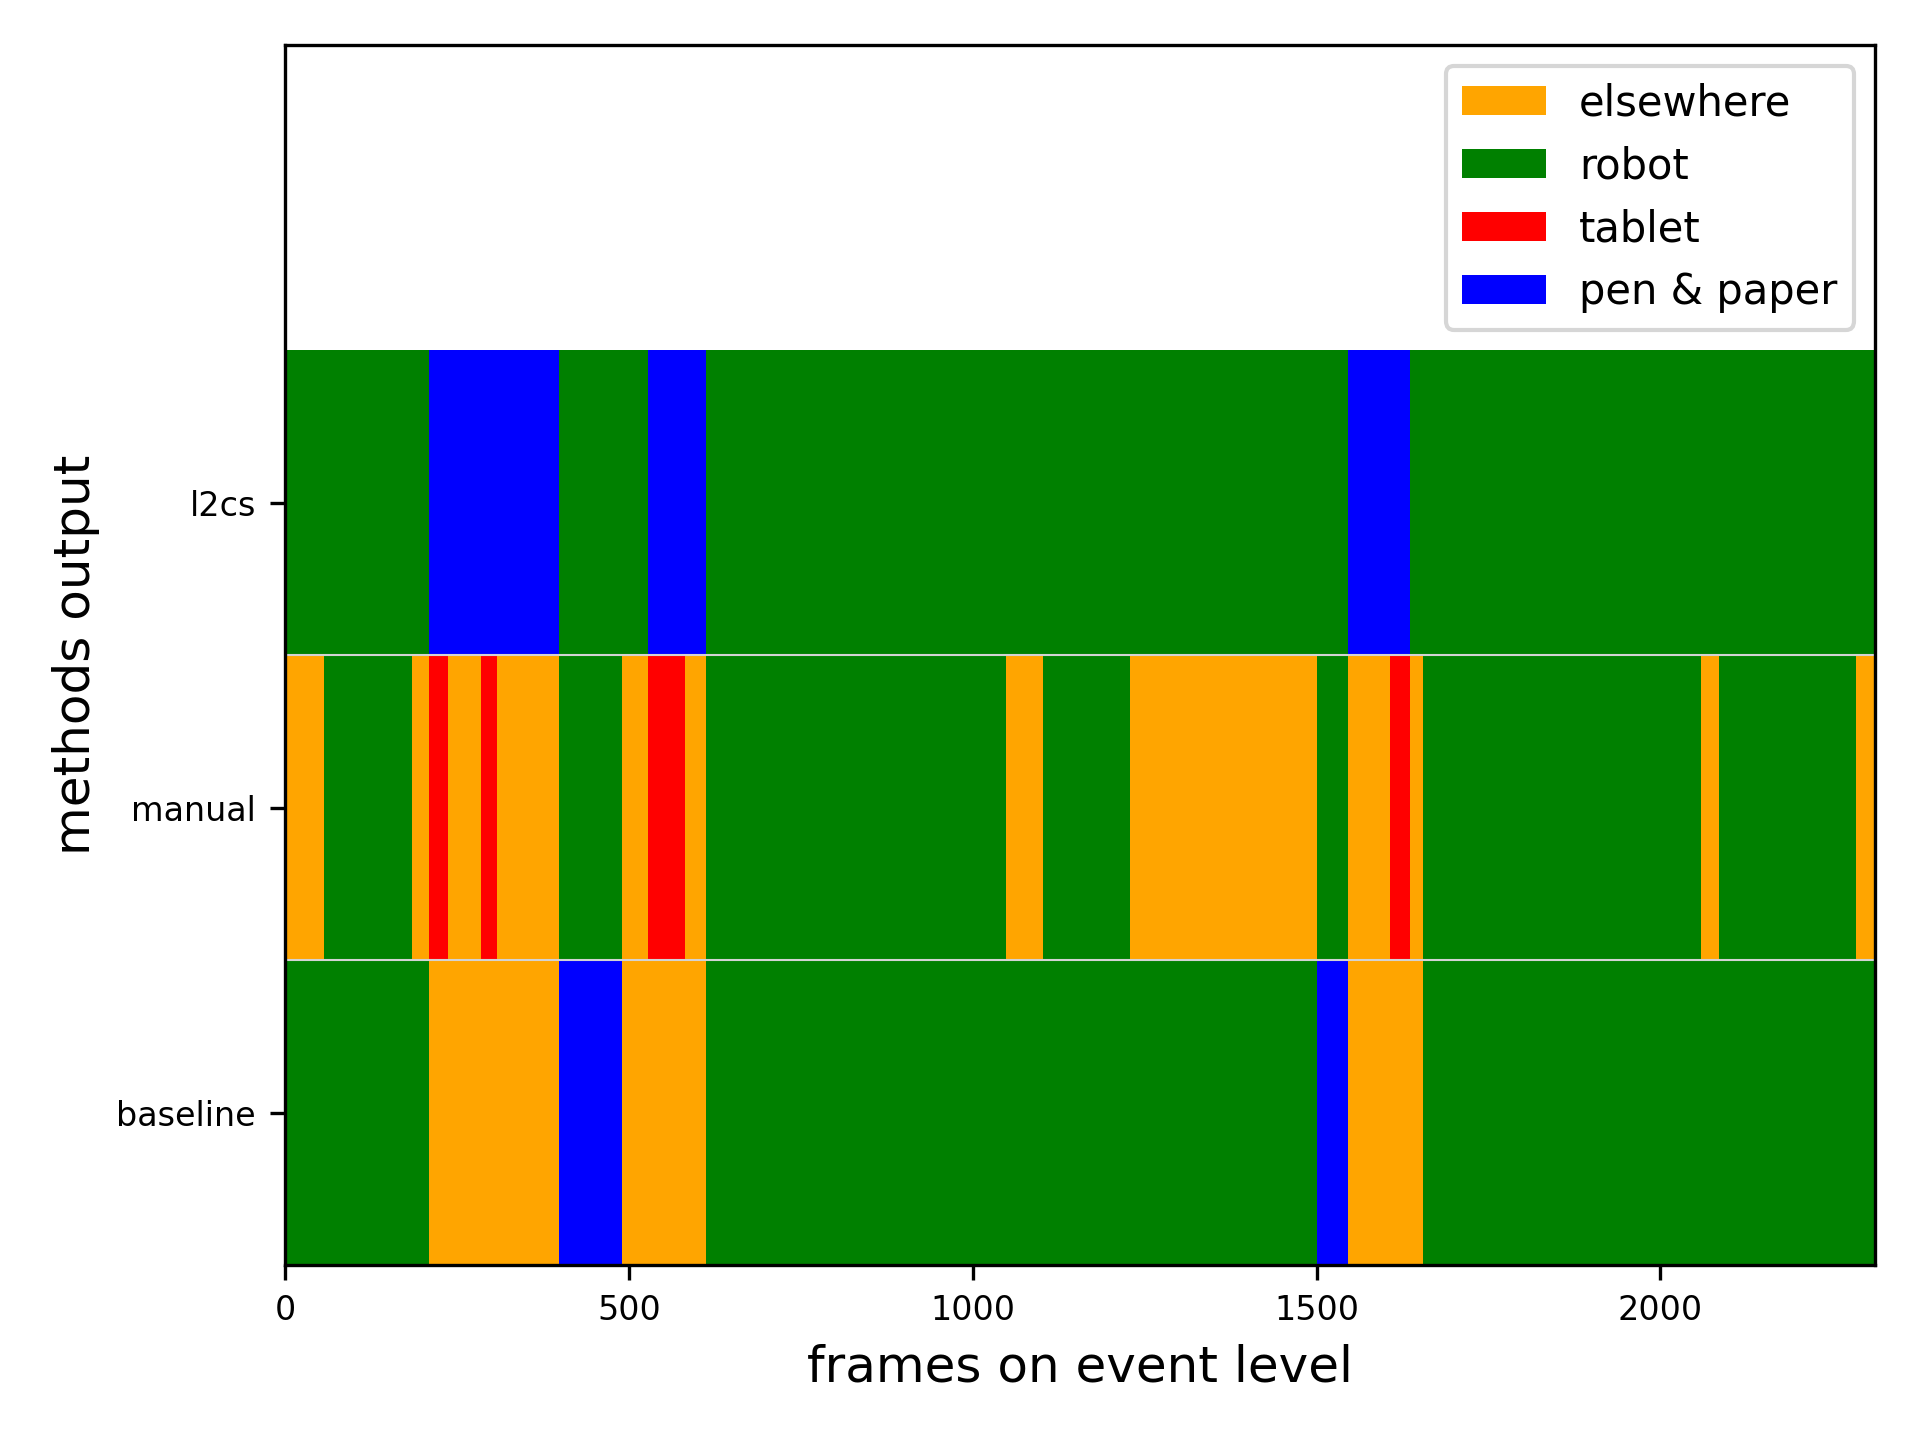 elsewhere
robot
tablet
pen & paper
methods output
l2cs
manual
baseline
0 500 1000 1500 2000
frames on event level